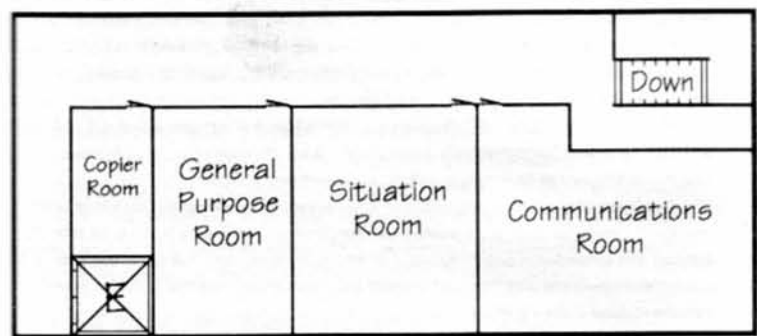 Down
Copier
Room
General
Purpose
Room
Situation
Room
Communications
Room